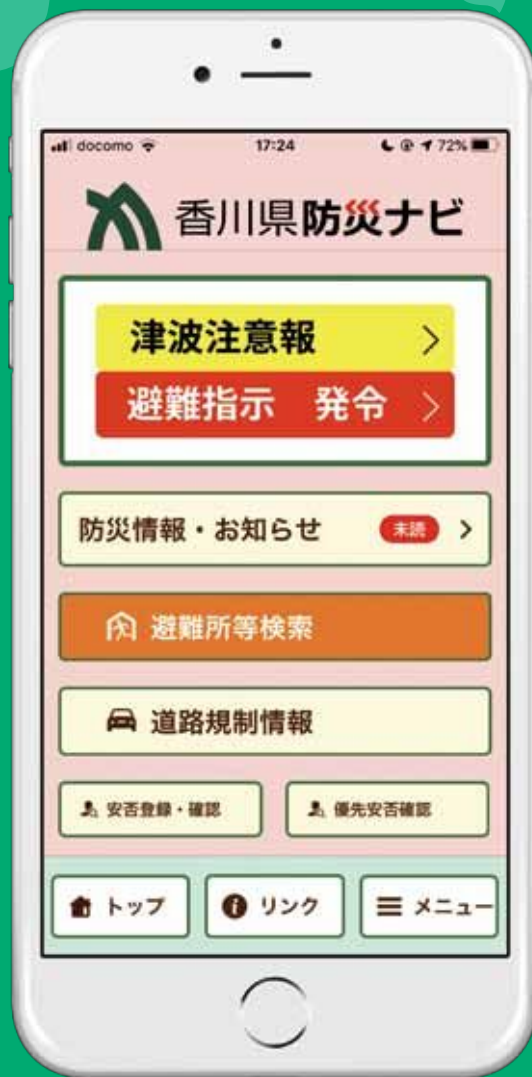 docomo 17:24 72%
香川県防災ナビ
津波注意報
避難指示 発令
防災情報・お知らせ 未読
避難所等検索
道路規制情報
安否登録・確認 優先安否確認
トップ リンク メニュー